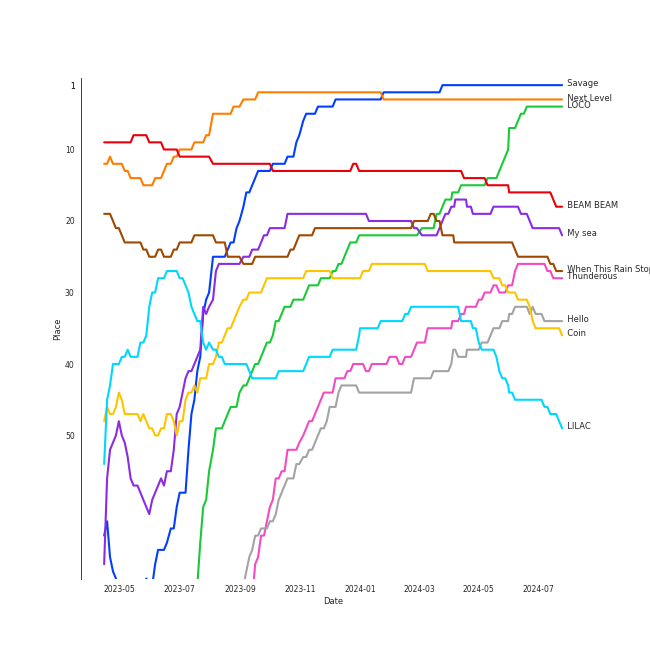 1
10
20
30
40
50
Place
2023-05
2023-07
2023-09
2023-11
2024-01
2024-03
2024-05
2024-07
Date
Savage
Next Level
LOCO
BEAM BEAM
My sea
When This Rain Stop
Thunderous
Hello
Coin
LILAC